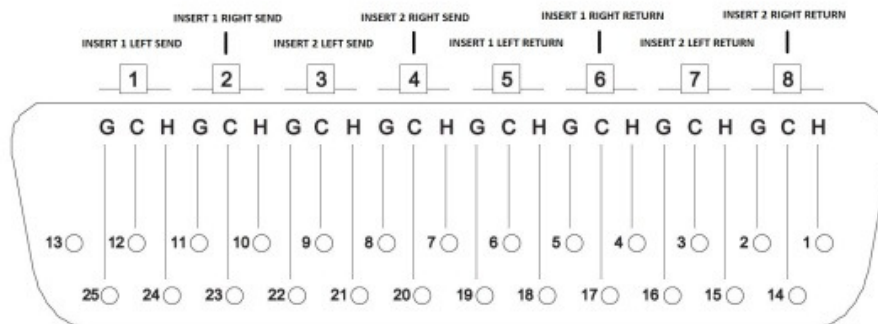 INSERT 1 RIGHT SEND INSERT 2 RIGHT SEND INSERT 1 RIGHT RETURN INSERT 2 RIGHT RETURN
INSERT 1 LEFT SEND INSERT 2 LEFT SEND INSERT 1 LEFT RETURN INSERT 2 LEFT RETURN
1 2 3 4 5 6 7 8
G C H G C H G C H G C H G C H G C H G C H G C H
13 12 11 10 9 8 7 6 5 4 3 2 1
25 24 23 22 21 20 19 18 17 16 15 14